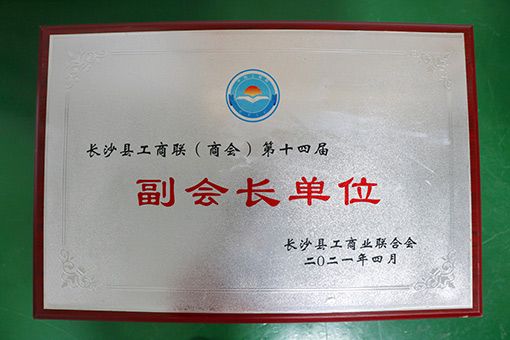 长沙县工商联（商会）第十四届
副会长单位
长沙县工商业联合会
二〇二一年四月